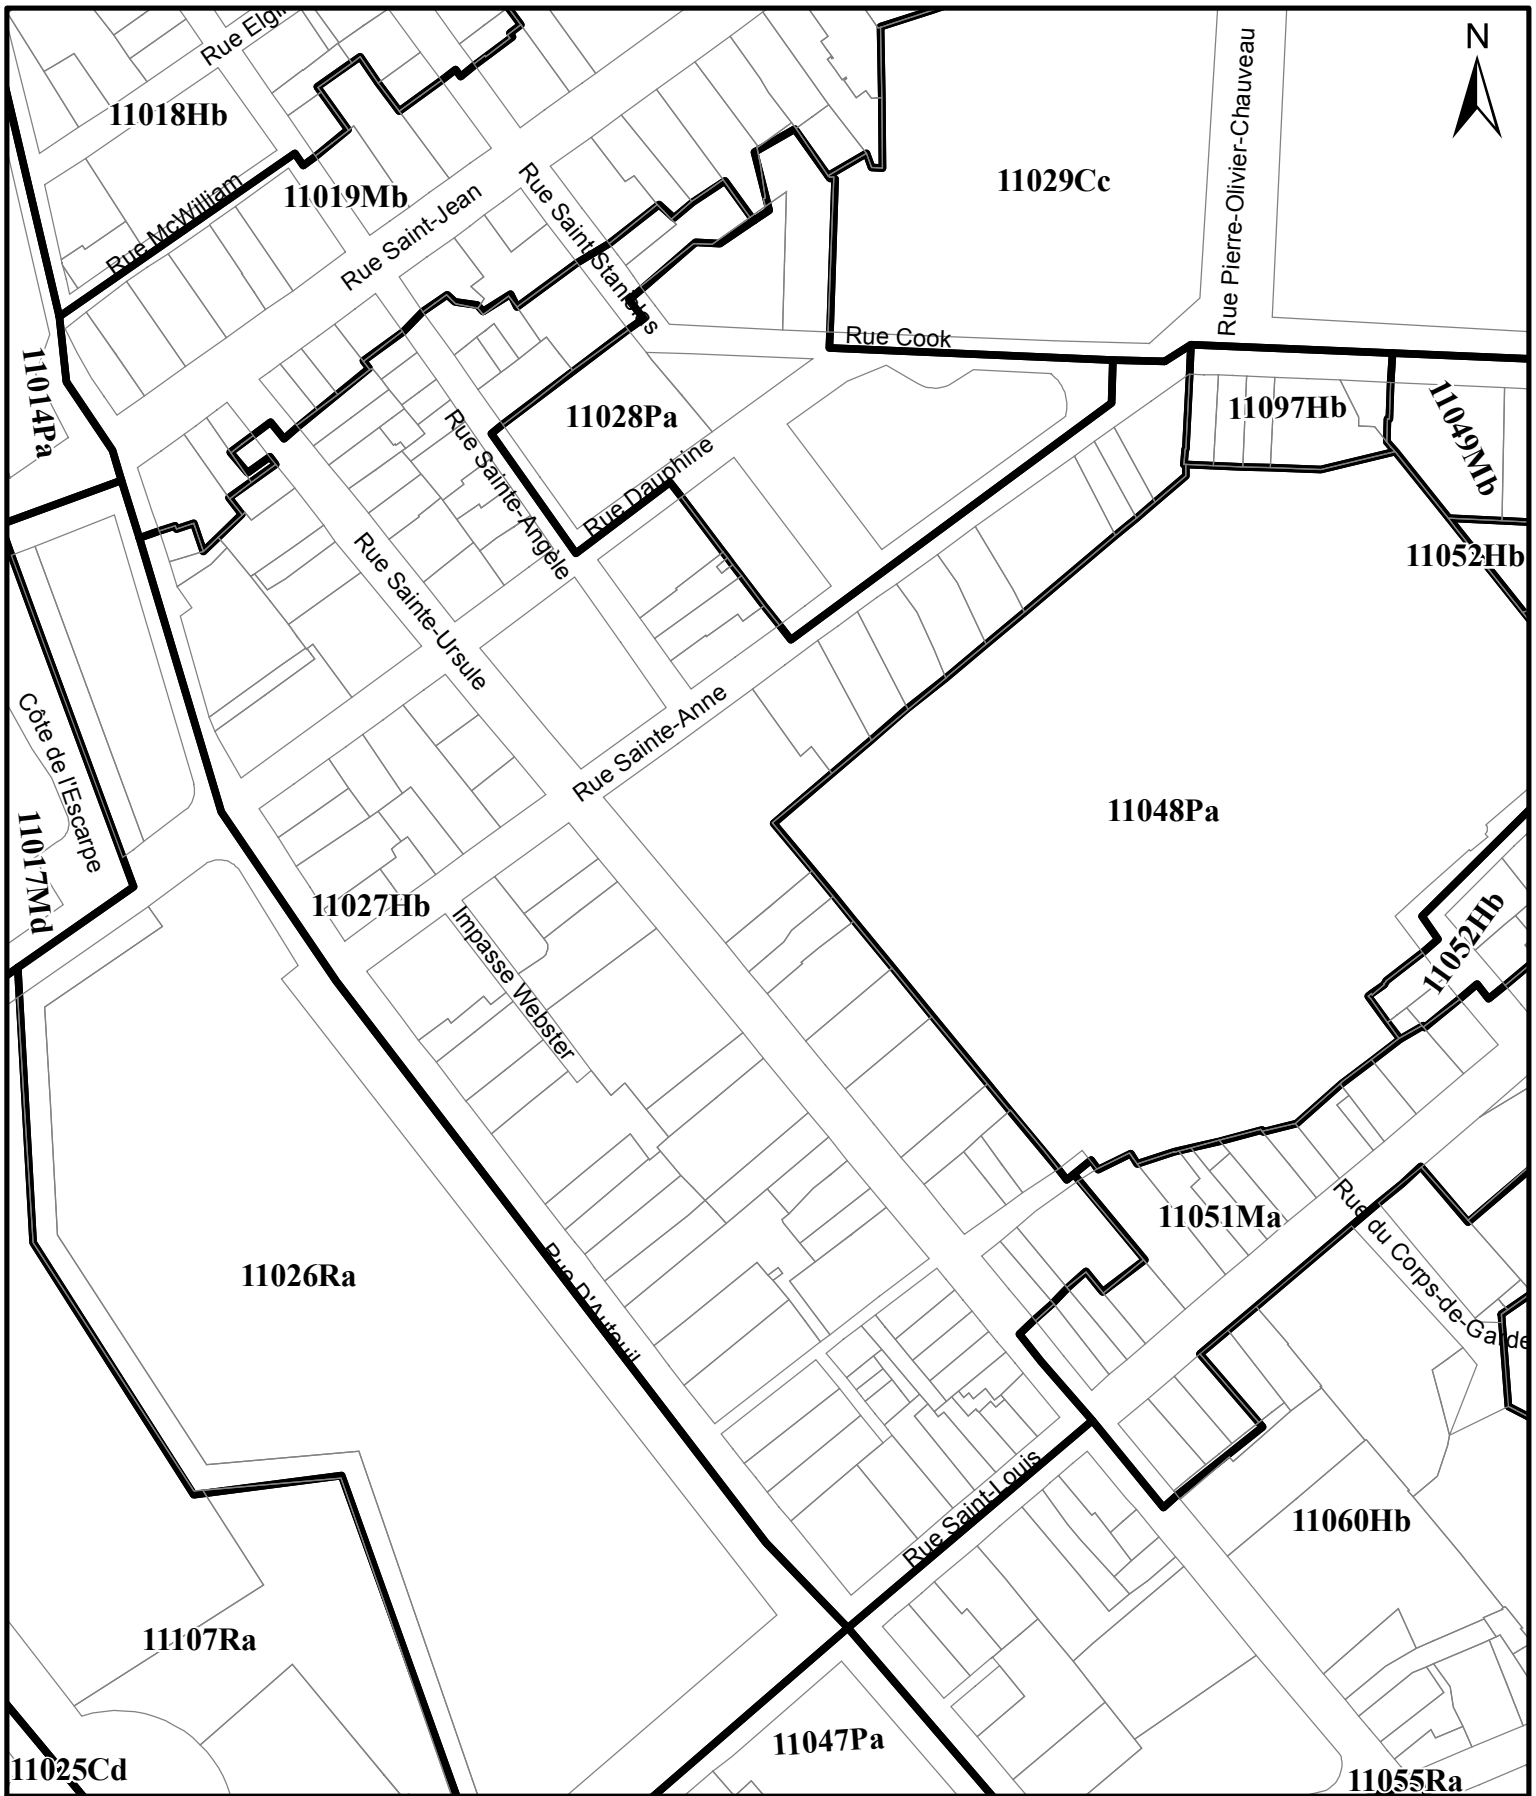 Rue Elgin
N
11018Hb
Rue Pierre-Olivier-Chauveau
11029Cc
11019Mb
Rue McWilliam
Rue Saint-Jean
Rue Saint-Stanislas
Rue Cook
11014Pa
11028Pa
11097Hb
11049Mb
Rue Sainte-Angèle
Rue Dauphine
11052Hb
Rue Sainte-Ursule
Rue Sainte-Anne
Côte de l'Escarpe
11048Pa
11017Md
11027Hb
Impasse Webster
11052Hb
11051Ma
Rue du Corps-de-Garde
11026Ra
Rue D'Auteuil
Rue Saint-Louis
11060Hb
11107Ra
11047Pa
11025Cd
11055Ra